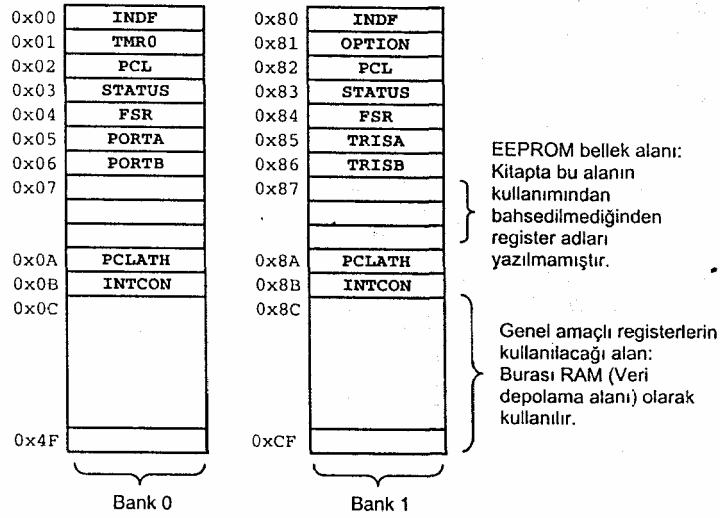 0x00 INDF 0x80 INDF
0x01 TMR0 0x81 OPTION
0x02 PCL 0x82 PCL
0x03 STATUS 0x83 STATUS
0x04 FSR 0x84 FSR
0x05 PORTA 0x85 TRISA
0x06 PORTB 0x86 TRISB
0x07 0x87
0x0A PCLATH 0x8A PCLATH
0x0B INTCON 0x8B INTCON
0x0C 0x8C
0x4F 0xCF
Bank 0 Bank 1
EEPROM bellek alanı:
Kitapta bu alanın
kullanımından
bahsedilmediğinden
register adları
yazılmamıştır.
Genel amaçlı registerlerin
kullanılacağı alan:
Burası RAM (Veri
depolama alanı) olarak
kullanılır.